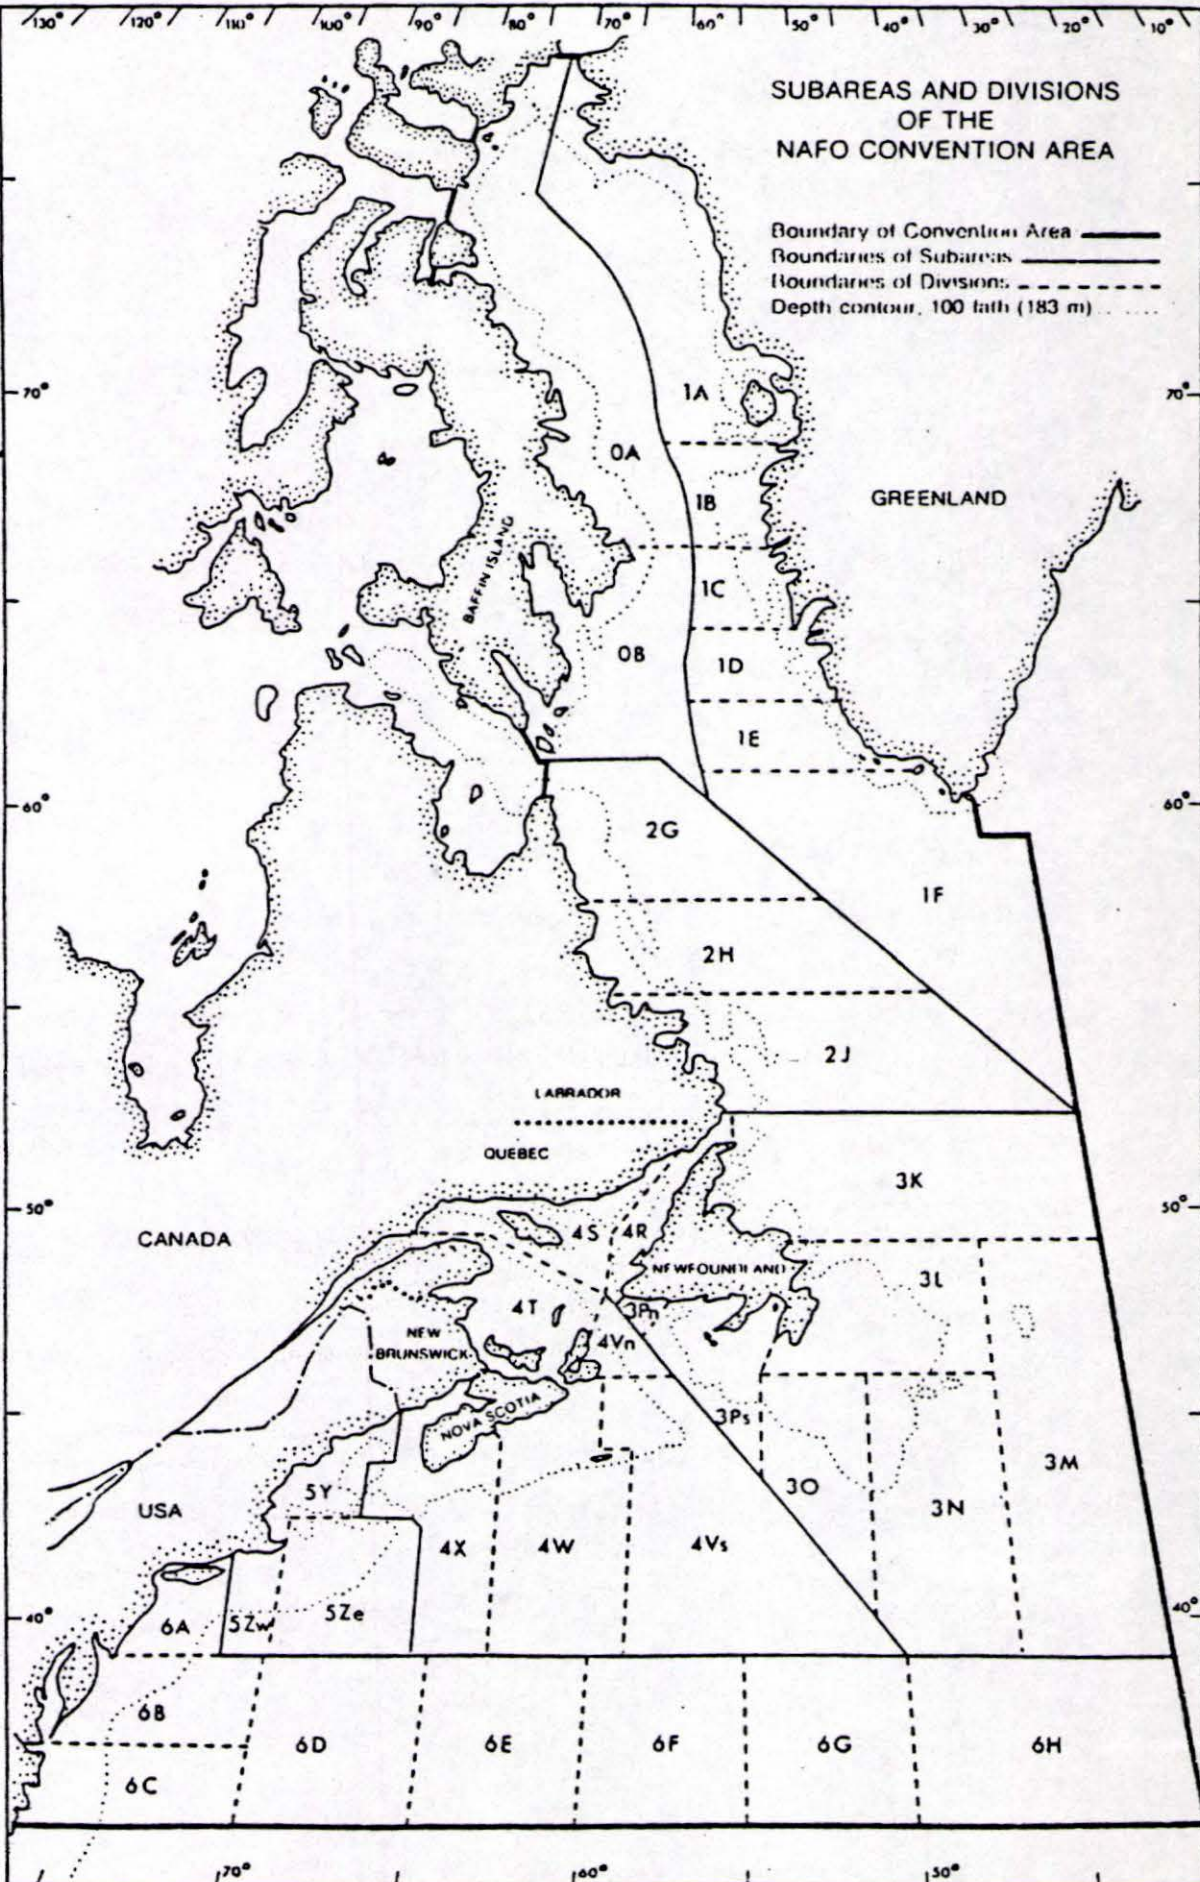 130° 120° 110° 100° 90° 80° 70° 60° 50° 40° 30° 20° 10°
SUBAREAS AND DIVISIONS
OF THE
NAFO CONVENTION AREA
Boundary of Convention Area
Boundaries of Subareas
Boundaries of Divisions
Depth contour, 100 fath (183 m)
70° 70°
1A
0A
1B
GREENLAND
BAFFIN ISLAND
1C
0B
1D
1E
60° 60°
2G
1F
2H
2J
LABRADOR
QUEBEC
3K
50° 50°
CANADA
4S 4R
NEWFOUNDLAND
3L
4T
3Pn
NEW
BRUNSWICK
4Vn
NOVA SCOTIA
3Ps
3M
3O
5Y
3N
USA
4X 4W 4Vs
40° 40°
6A 5Zw 5Ze
6B
6D 6E 6F 6G 6H
6C
70° 60° 50°